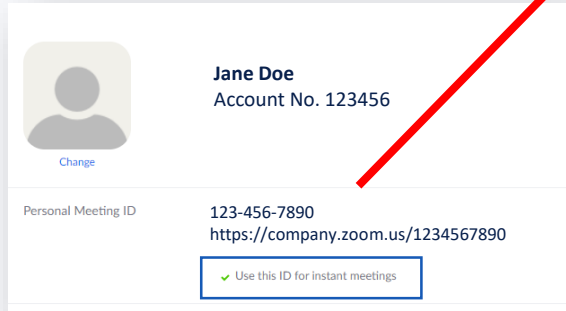 Jane Doe
Account No. 123456
Change
Personal Meeting ID
123-456-7890
https://company.zoom.us/1234567890
Use this ID for instant meetings